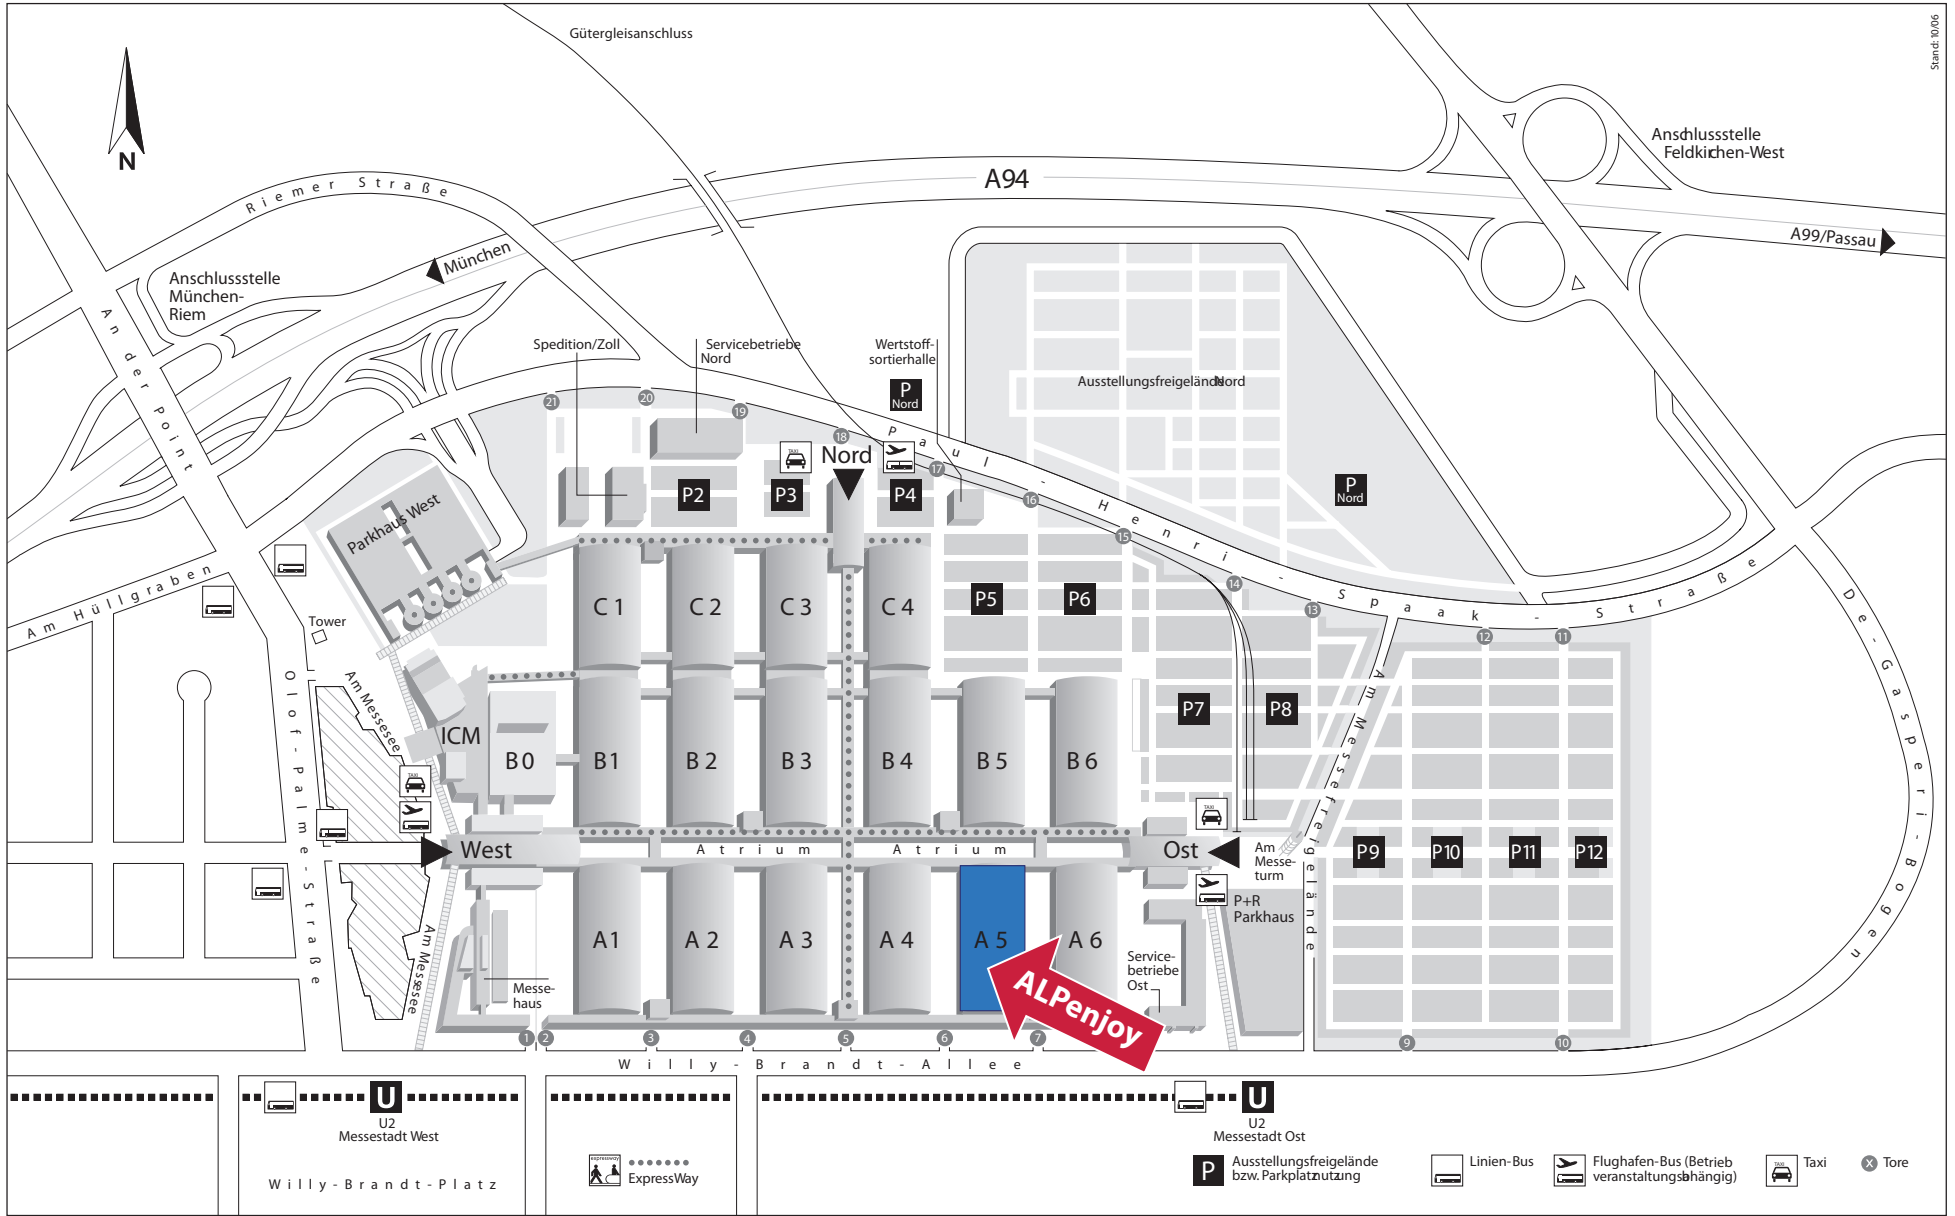 Gütergleisanschluss
Stand: 10/06
N
Anschlussstelle
Feldkirchen-West
A94
Riemer Straße
München
A99/Passau
Anschlussstelle
München-
Riem
An der Point
Spedition/Zoll
Servicebetriebe
Nord
Wertstoff-
sortierhalle
P
Nord
Ausstellungsfreigelände Nord
21
20
19
18
17
16
15
14
13
12
11
TAXI
Nord
Paul-Henri-Spaak-Straße
P2
P3
P4
P
Nord
Parkhaus West
Am Hüllgraben
Tower
C 1
C 2
C 3
C 4
P5
P6
De-Gasperi-Bogen
Olof-Palme-Straße
Am Messesee
ICM
B 0
B 1
B 2
B 3
B 4
B 5
B 6
P7
P8
Am Messefreigelände
TAXI
TAXI
West
Atrium
Atrium
Ost
Am
Messe-
turm
P9
P10
P11
P12
P+R
Parkhaus
Am Messesee
A 1
A 2
A 3
A 4
A 5
A 6
ALPenjoy
Messe-
haus
Service-
betriebe
Ost
1
2
3
4
5
6
7
9
10
Willy-Brandt-Allee
U
U2
Messestadt West
U
U2
Messestadt Ost
Willy-Brandt-Platz
expressway
ExpressWay
P
Ausstellungsfreigelände
bzw. Parkplatznutzung
Linien-Bus
Flughafen-Bus (Betrieb
veranstaltungsabhängig)
TAXI
Taxi
X
Tore